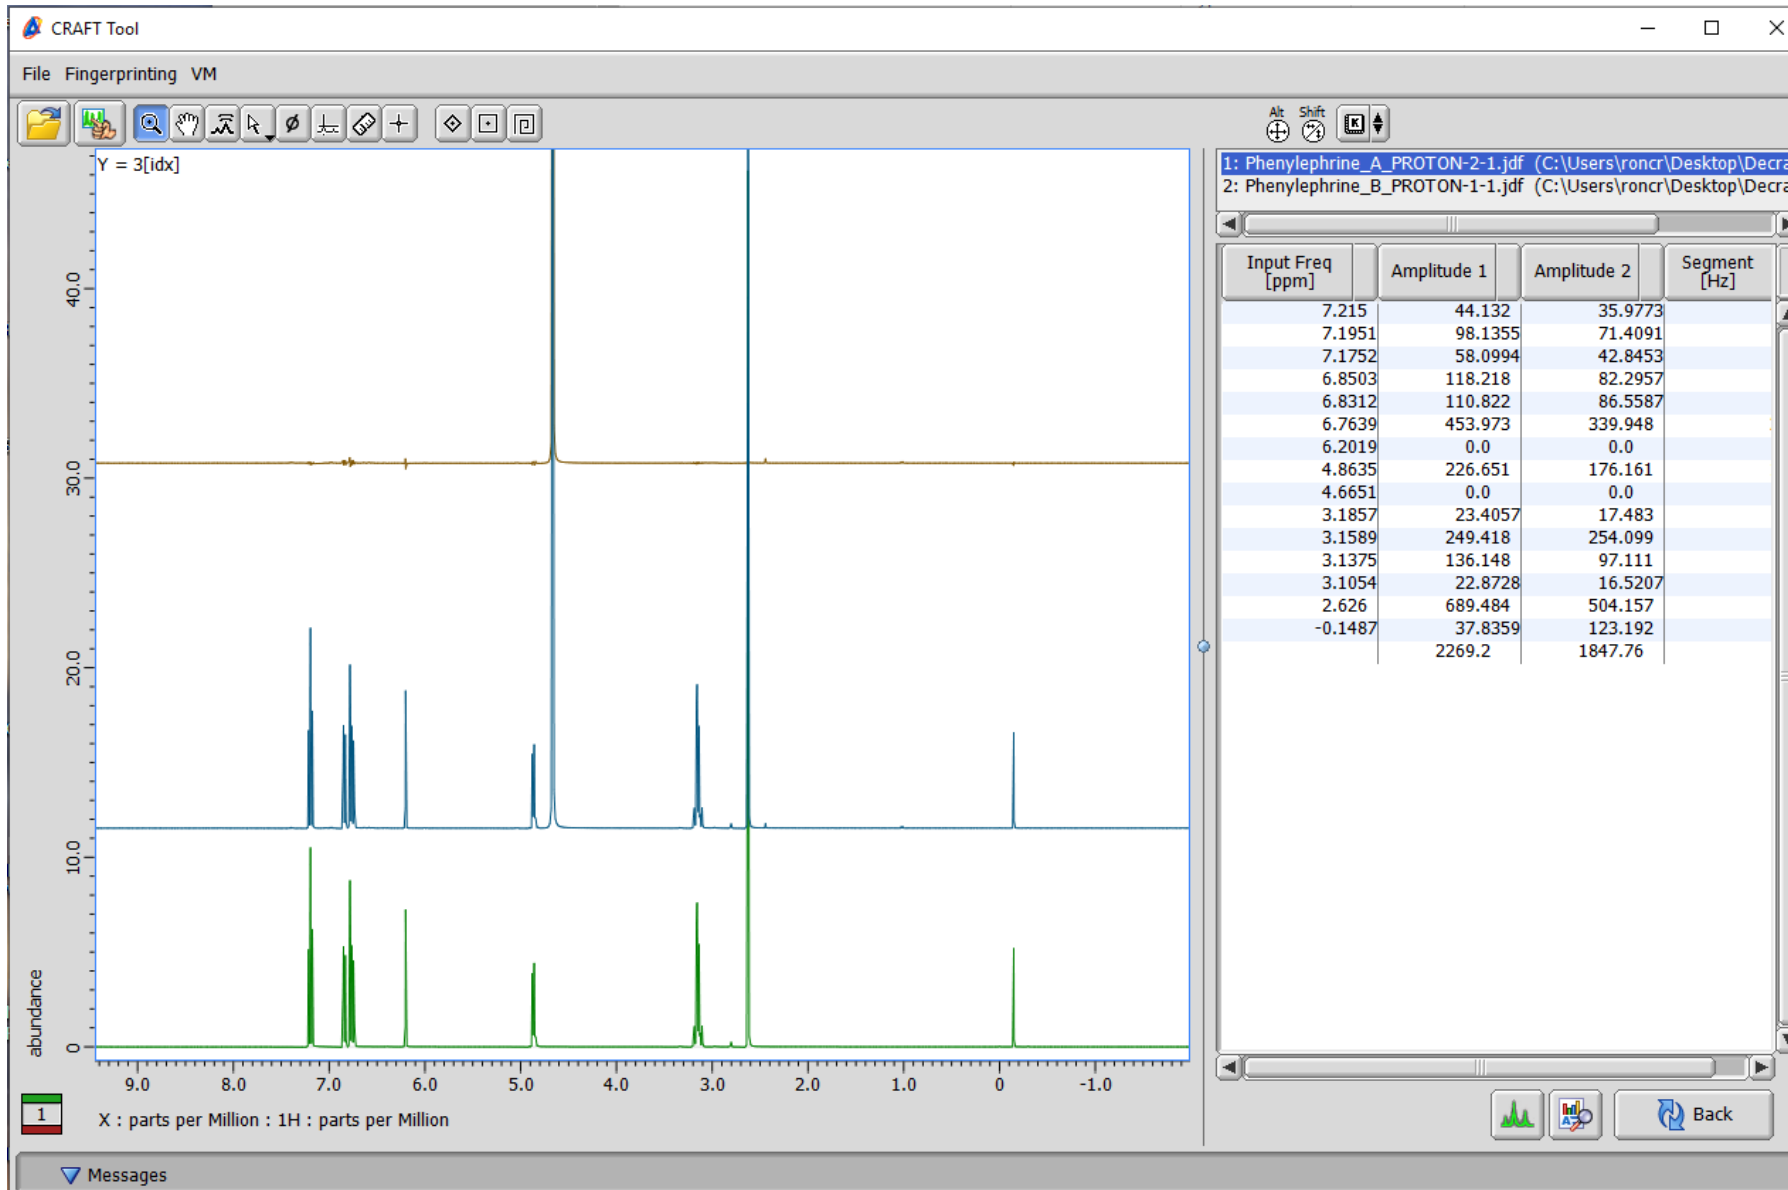 CRAFT Tool
File Fingerprinting VM
Alt Shift
Y = 3[idx]
40.0
30.0
20.0
10.0
0
abundance
9.0 8.0 7.0 6.0 5.0 4.0 3.0 2.0 1.0 0 -1.0
1
X : parts per Million : 1H : parts per Million
1: Phenylephrine_A_PROTON-2-1.jdf (C:\Users\roncr\Desktop\Decra
2: Phenylephrine_B_PROTON-1-1.jdf (C:\Users\roncr\Desktop\Decra
Input Freq [ppm] Amplitude 1 Amplitude 2 Segment [Hz]
7.215 44.132 35.9773
7.1951 98.1355 71.4091
7.1752 58.0994 42.8453
6.8503 118.218 82.2957
6.8312 110.822 86.5587
6.7639 453.973 339.948
6.2019 0.0 0.0
4.8635 226.651 176.161
4.6651 0.0 0.0
3.1857 23.4057 17.483
3.1589 249.418 254.099
3.1375 136.148 97.111
3.1054 22.8728 16.5207
2.626 689.484 504.157
-0.1487 37.8359 123.192
2269.2 1847.76
Back
Messages